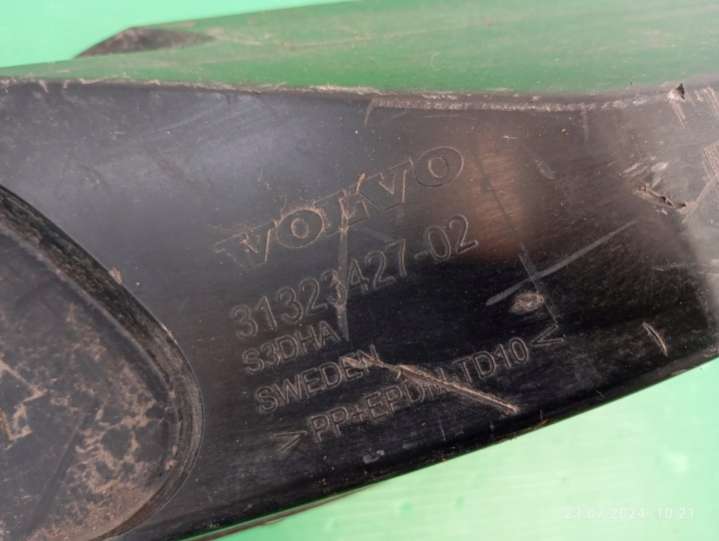 VOLVO
31323427-02
S3DHA
SWEDEN
>PP+EPDM-TD10<
23.07.2024 10:21